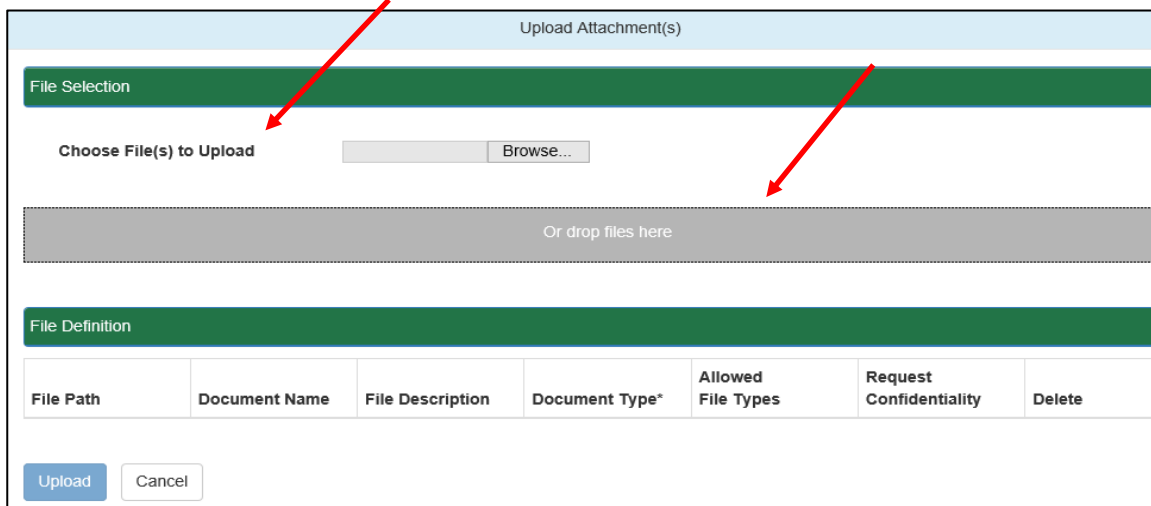 Upload Attachment(s)
File Selection
Choose File(s) to Upload
Browse...
Or drop files here
File Definition
File Path Document Name File Description Document Type* Allowed File Types Request Confidentiality Delete
Upload Cancel